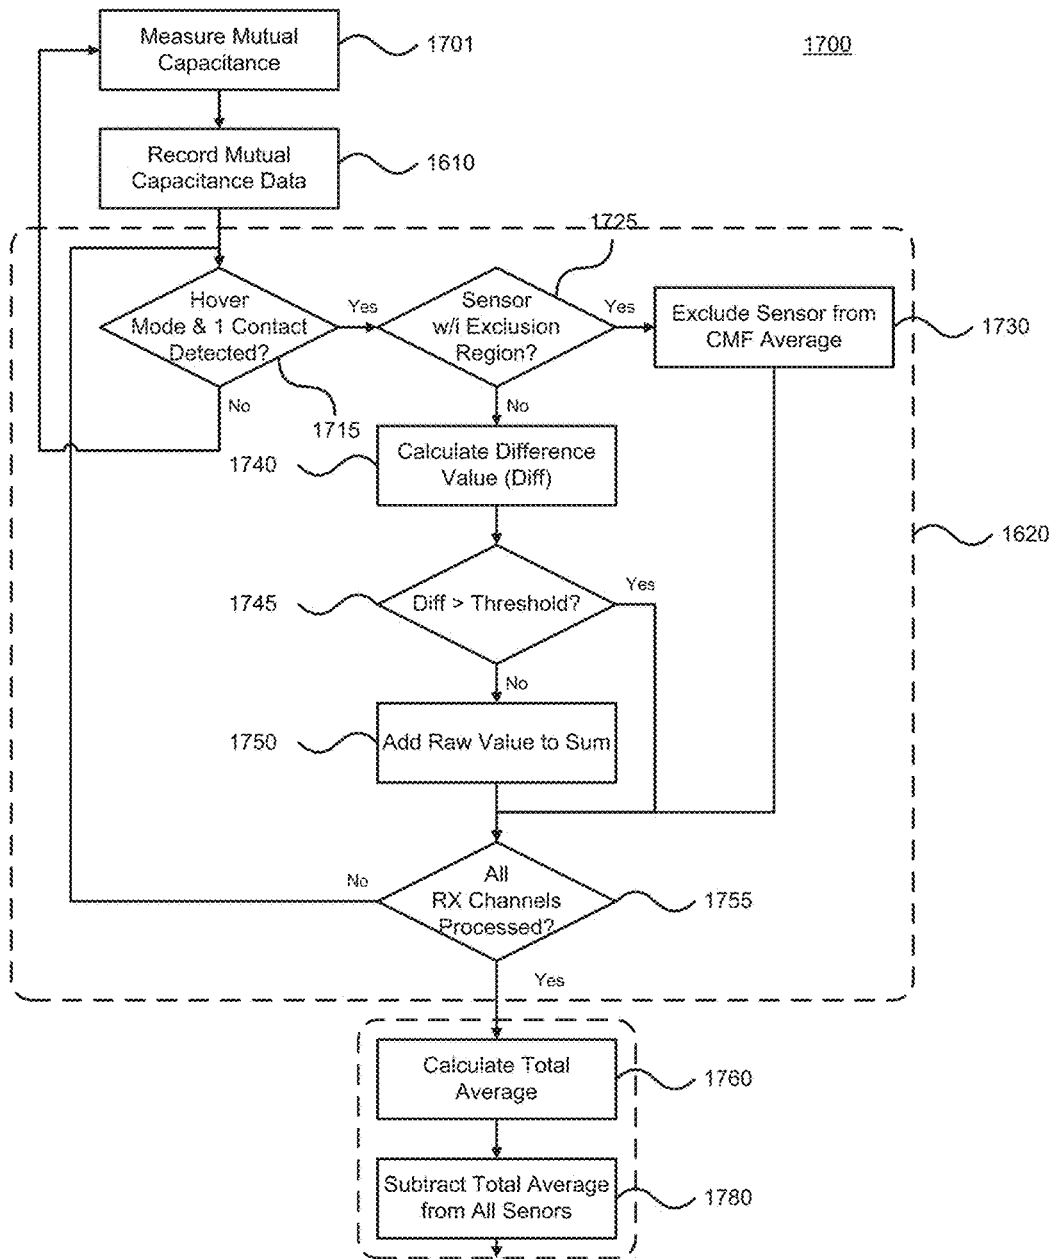 Measure Mutual
Capacitance
1701
1700
Record Mutual
Capacitance Data
1610
1725
Hover
Mode & 1 Contact
Detected?
Yes
Sensor
w/i Exclusion
Region?
Yes
Exclude Sensor from
CMF Average
1730
No
1715
No
1740
Calculate Difference
Value (Diff)
1620
1745
Diff > Threshold?
Yes
No
1750
Add Raw Value to Sum
No
All
RX Channels
Processed?
1755
Yes
Calculate Total
Average
1760
Subtract Total Average
from All Senors
1780